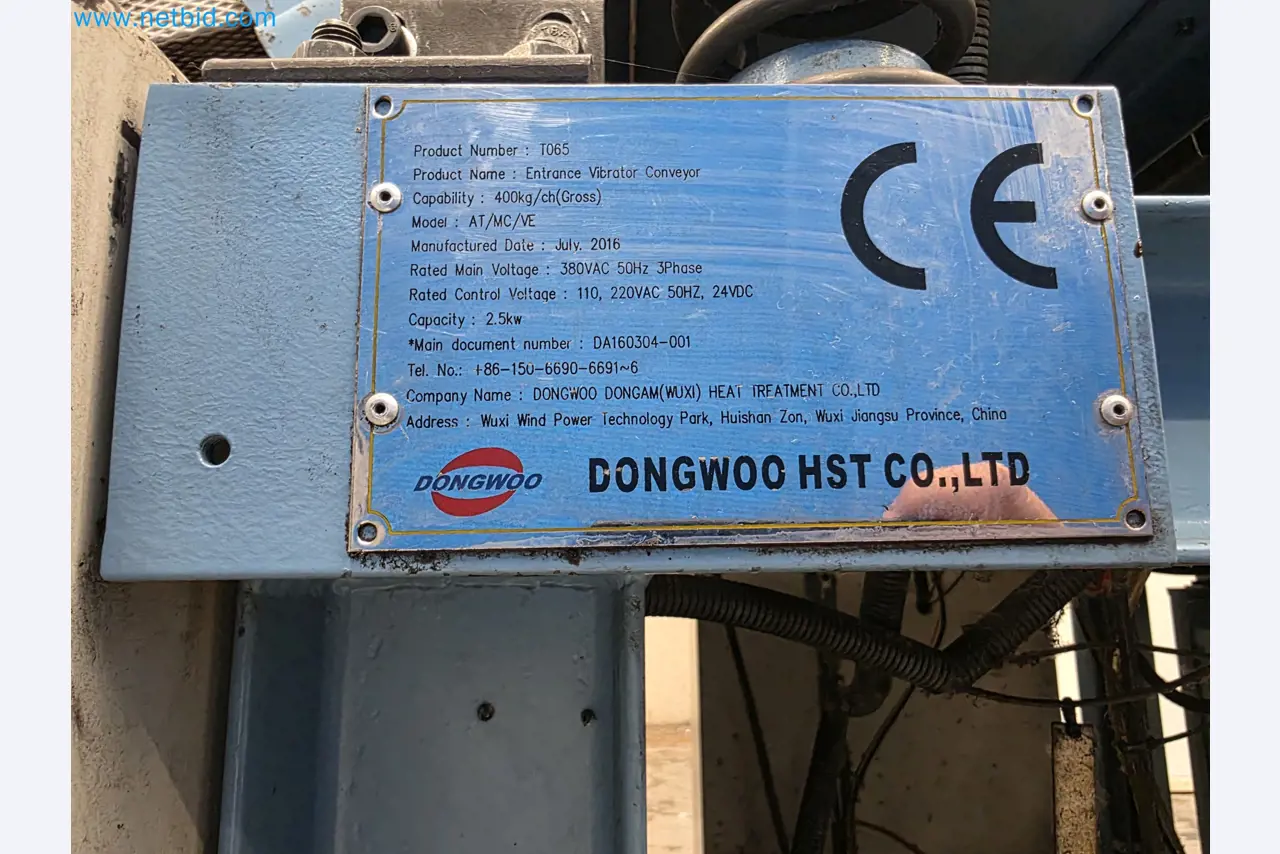 www.netbid.com
Product Number : T065
Product Name : Entrance Vibrator Conveyor
Capability : 400kg/ch(Gross)
Model : AT/MC/VE
Manufactured Date : July. 2016
Rated Main Voltage : 380VAC 50Hz 3Phase
Rated Control Voltage : 110, 220VAC 50HZ, 24VDC
Capacity : 2.5kw
*Main document number : DA160304-001
Tel. No.: +86-150-6690-6691~6
Company Name : DONGWOO DONGAM(WUXI) HEAT TREATMENT CO.,LTD
Address : Wuxi Wind Power Technology Park, Huishan Zon, Wuxi Jiangsu Province, China
CE
DONGWOO
DONGWOO HST CO.,LTD